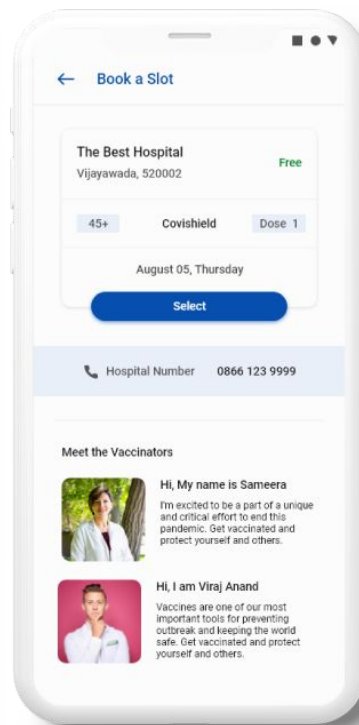 Book a Slot
The Best Hospital
Free
Vijayawada, 520002
45+ Covishield Dose 1
August 05, Thursday
Select
Hospital Number 0866 123 9999
Meet the Vaccinators
Hi, My name is Sameera
I'm excited to be a part of a unique
and critical effort to end this
pandemic. Get vaccinated and
protect yourself and others.
Hi, I am Viraj Anand
Vaccines are one of our most
important tools for preventing
outbreak and keeping the world
safe. Get vaccinated and protect
yourself and others.